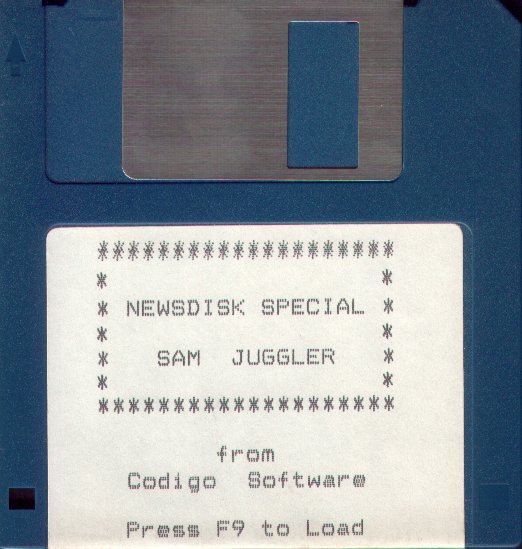 ********************
* *
* NEWSDISK SPECIAL *
* *
* SAM JUGGLER *
* *
********************
from
Codigo Software
Press F9 to Load